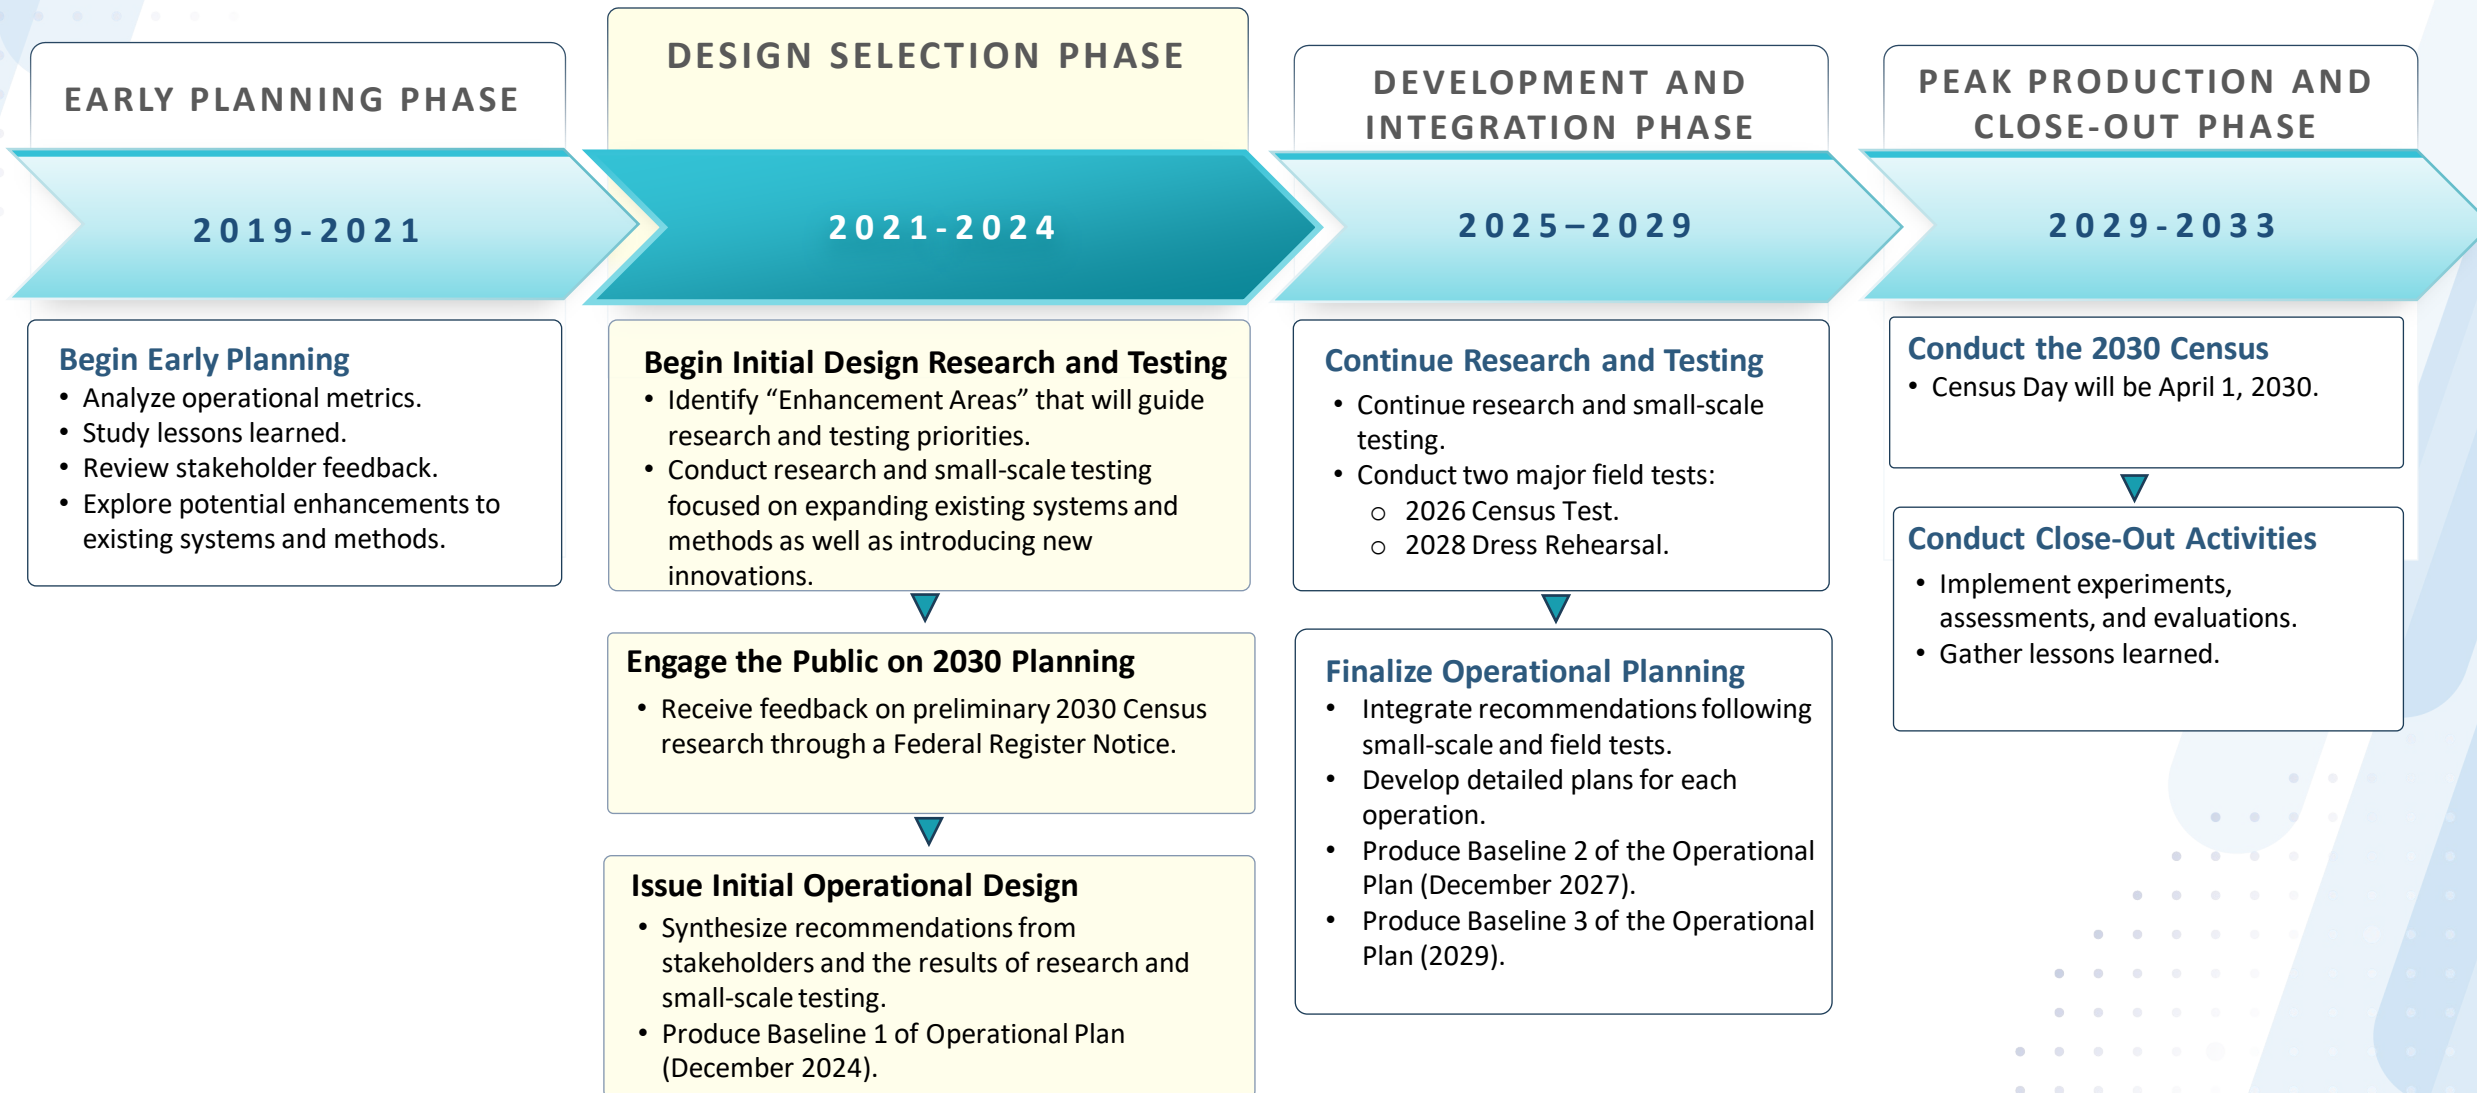 EARLY PLANNING PHASE
2019-2021
Begin Early Planning
• Analyze operational metrics.
• Study lessons learned.
• Review stakeholder feedback.
• Explore potential enhancements to
existing systems and methods.
DESIGN SELECTION PHASE
2021-2024
Begin Initial Design Research and Testing
• Identify “Enhancement Areas” that will guide
research and testing priorities.
• Conduct research and small-scale testing
focused on expanding existing systems and
methods as well as introducing new
innovations.
Engage the Public on 2030 Planning
• Receive feedback on preliminary 2030 Census
research through a Federal Register Notice.
Issue Initial Operational Design
• Synthesize recommendations from
stakeholders and the results of research and
small-scale testing.
• Produce Baseline 1 of Operational Plan
(December 2024).
DEVELOPMENT AND
INTEGRATION PHASE
2025–2029
Continue Research and Testing
• Continue research and small-scale
testing.
• Conduct two major field tests:
o 2026 Census Test.
o 2028 Dress Rehearsal.
Finalize Operational Planning
• Integrate recommendations following
small-scale and field tests.
• Develop detailed plans for each
operation.
• Produce Baseline 2 of the Operational
Plan (December 2027).
• Produce Baseline 3 of the Operational
Plan (2029).
PEAK PRODUCTION AND
CLOSE-OUT PHASE
2029-2033
Conduct the 2030 Census
• Census Day will be April 1, 2030.
Conduct Close-Out Activities
• Implement experiments,
assessments, and evaluations.
• Gather lessons learned.